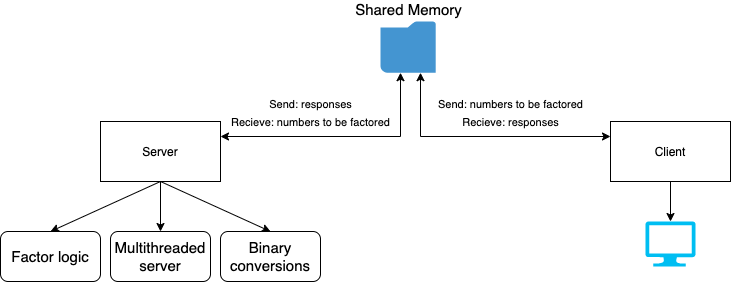 Shared Memory
Send: responses
Recieve: numbers to be factored
Send: numbers to be factored
Recieve: responses
Server
Client
Factor logic
Multithreaded
server
Binary
conversions